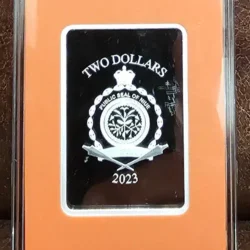 TWO DOLLARS
PUBLIC SEAL OF NIUE
2023